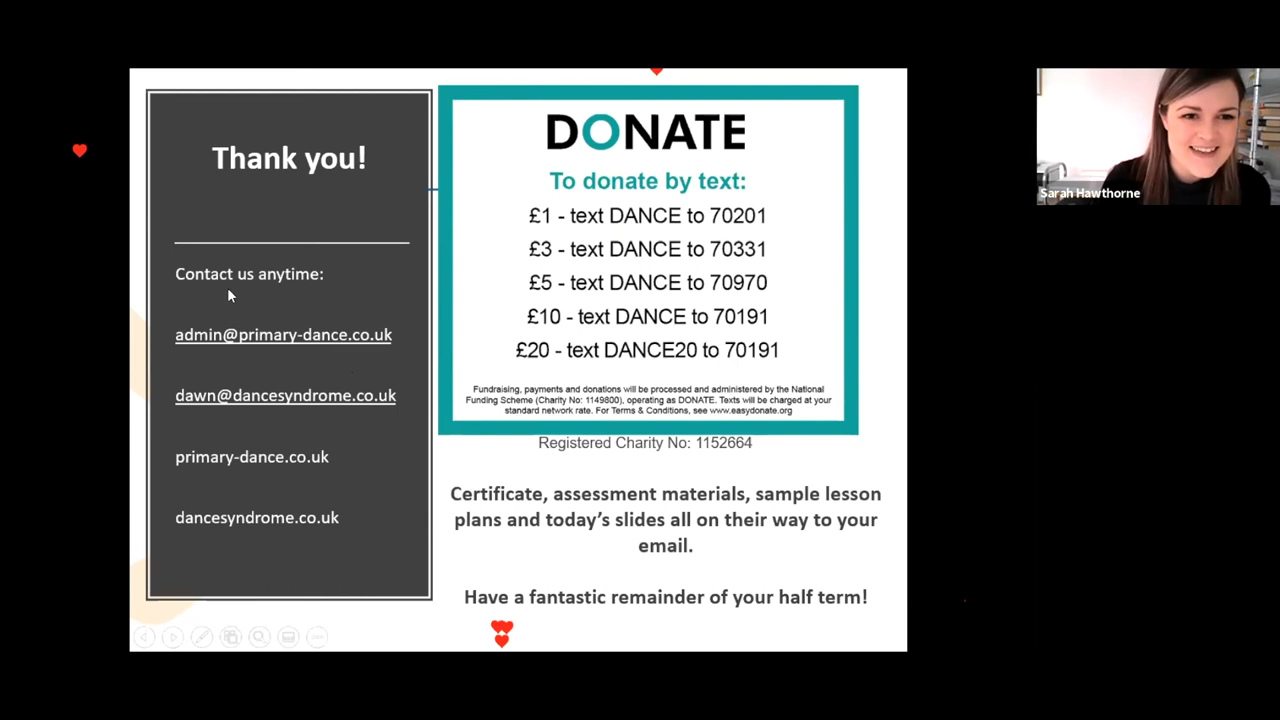 Thank you!
Contact us anytime:
admin@primary-dance.co.uk
dawn@dancesyndrome.co.uk
primary-dance.co.uk
dancesyndrome.co.uk
DONATE
To donate by text:
£1 - text DANCE to 70201
£3 - text DANCE to 70331
£5 - text DANCE to 70970
£10 - text DANCE to 70191
£20 - text DANCE20 to 70191
Fundraising, payments and donations will be processed and administered by the National
Funding Scheme (Charity No: 1149800), operating as DONATE. Texts will be charged at your
standard network rate. For Terms & Conditions, see www.easydonate.org
Registered Charity No: 1152664
Certificate, assessment materials, sample lesson
plans and today's slides all on their way to your
email.
Have a fantastic remainder of your half term!
Sarah Hawthorne